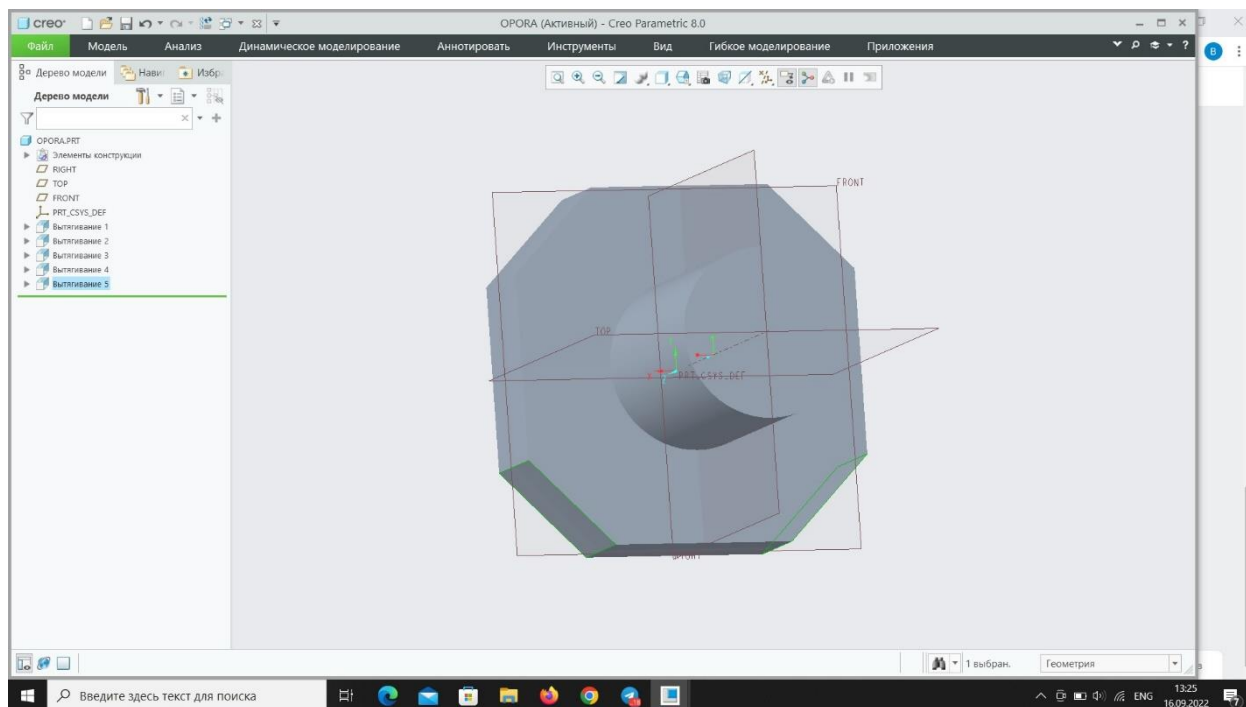 creo
OPORA (Активный) - Creo Parametric 8.0
Файл Модель Анализ Динамическое моделирование Аннотировать Инструменты Вид Гибкое моделирование Приложения
Дерево модели Нави Избр.
B
Дерево модели
OPORA.PRT
Элементы конструкции
RIGHT
TOP
FRONT
PRT_CSYS_DEF
Вытягивание 1
Вытягивание 2
Вытягивание 3
Вытягивание 4
Вытягивание 5
FRONT
TOP
PRT_CSYS_DEF
1 выбран. Геометрия
Введите здесь текст для поиска
ENG
13:25
16.09.2022
7